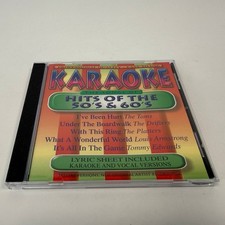 KARAOKE
HITS OF THE
50'S & 60'S
I've Been Hurt The Tams
Under The Boardwalk The Drifters
With This Ring The Platters
What A Wonderful World Louis Armstrong
It's All In The Game Tommy Edwards
LYRIC SHEET INCLUDED
KARAOKE AND VOCAL VERSIONS